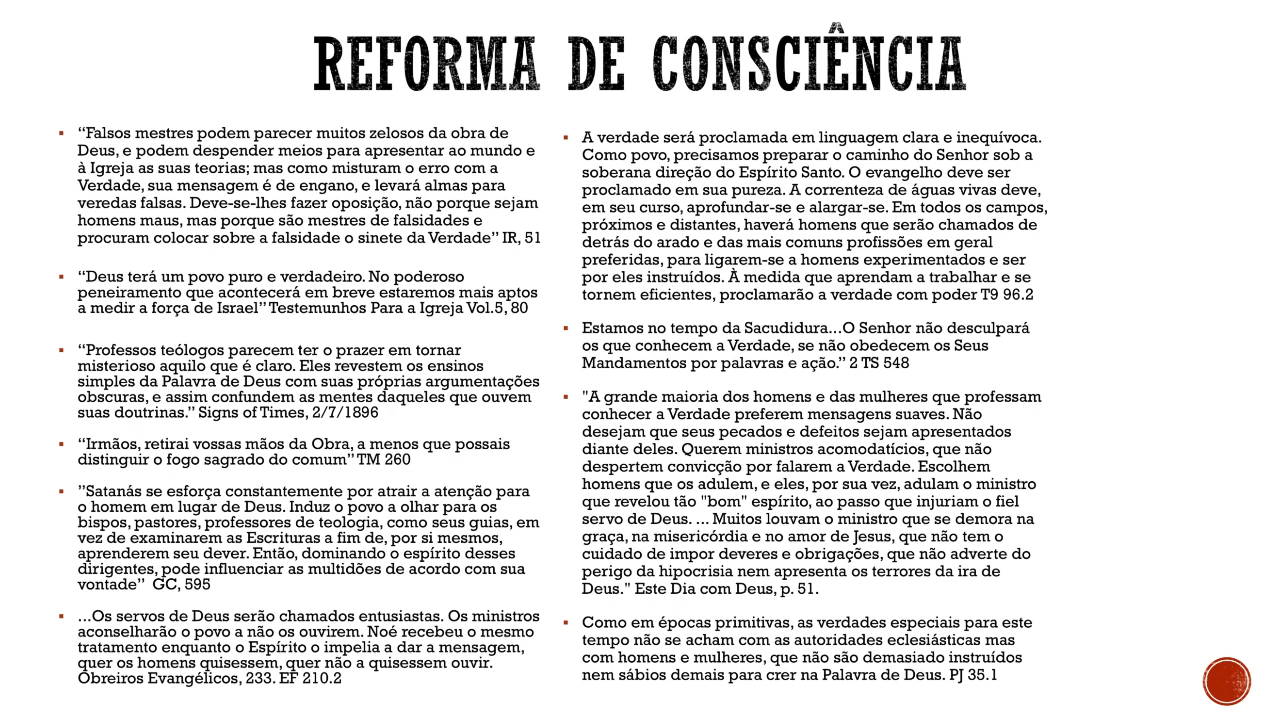 REFORMA DE CONSCIÊNCIA
▪ “Falsos mestres podem parecer muitos zelosos da obra de
Deus, e podem despender meios para apresentar ao mundo e
à Igreja as suas teorias; mas como misturam o erro com a
Verdade, sua mensagem é de engano, e levará almas para
veredas falsas. Deve-se-lhes fazer oposição, não porque sejam
homens maus, mas porque são mestres de falsidades e
procuram colocar sobre a falsidade o sinete da Verdade” IR, 51
▪ “Deus terá um povo puro e verdadeiro. No poderoso
peneiramento que acontecerá em breve estaremos mais aptos
a medir a força de Israel” Testemunhos Para a Igreja Vol.5, 80
▪ “Professos teólogos parecem ter o prazer em tornar
misterioso aquilo que é claro. Eles revestem os ensinos
simples da Palavra de Deus com suas próprias argumentações
obscuras, e assim confundem as mentes daqueles que ouvem
suas doutrinas.” Signs of Times, 2/7/1896
▪ “Irmãos, retirai vossas mãos da Obra, a menos que possais
distinguir o fogo sagrado do comum” TM 260
▪ ”Satanás se esforça constantemente por atrair a atenção para
o homem em lugar de Deus. Induz o povo a olhar para os
bispos, pastores, professores de teologia, como seus guias, em
vez de examinarem as Escrituras a fim de, por si mesmos,
aprenderem seu dever. Então, dominando o espírito desses
dirigentes, pode influenciar as multidões de acordo com sua
vontade” GC, 595
▪ ...Os servos de Deus serão chamados entusiastas. Os ministros
aconselharão o povo a não os ouvirem. Noé recebeu o mesmo
tratamento enquanto o Espírito o impelia a dar a mensagem,
quer os homens quisessem, quer não a quisessem ouvir.
Obreiros Evangélicos, 233. EF 210.2
▪ A verdade será proclamada em linguagem clara e inequívoca.
Como povo, precisamos preparar o caminho do Senhor sob a
soberana direção do Espírito Santo. O evangelho deve ser
proclamado em sua pureza. A correnteza de águas vivas deve,
em seu curso, aprofundar-se e alargar-se. Em todos os campos,
próximos e distantes, haverá homens que serão chamados de
detrás do arado e das mais comuns profissões em geral
preferidas, para ligarem-se a homens experimentados e ser
por eles instruídos. À medida que aprendam a trabalhar e se
tornem eficientes, proclamarão a verdade com poder T9 96.2
▪ Estamos no tempo da Sacudidura...O Senhor não desculpará
os que conhecem a Verdade, se não obedecem os Seus
Mandamentos por palavras e ação.” 2 TS 548
▪ "A grande maioria dos homens e das mulheres que professam
conhecer a Verdade preferem mensagens suaves. Não
desejam que seus pecados e defeitos sejam apresentados
diante deles. Querem ministros acomodatícios, que não
despertem convicção por falarem a Verdade. Escolhem
homens que os adulem, e eles, por sua vez, adulam o ministro
que revelou tão "bom" espírito, ao passo que injuriam o fiel
servo de Deus. ... Muitos louvam o ministro que se demora na
graça, na misericórdia e no amor de Jesus, que não tem o
cuidado de impor deveres e obrigações, que não adverte do
perigo da hipocrisia nem apresenta os terrores da ira de
Deus." Este Dia com Deus, p. 51.
▪ Como em épocas primitivas, as verdades especiais para este
tempo não se acham com as autoridades eclesiásticas mas
com homens e mulheres, que não são demasiado instruídos
nem sábios demais para crer na Palavra de Deus. PJ 35.1